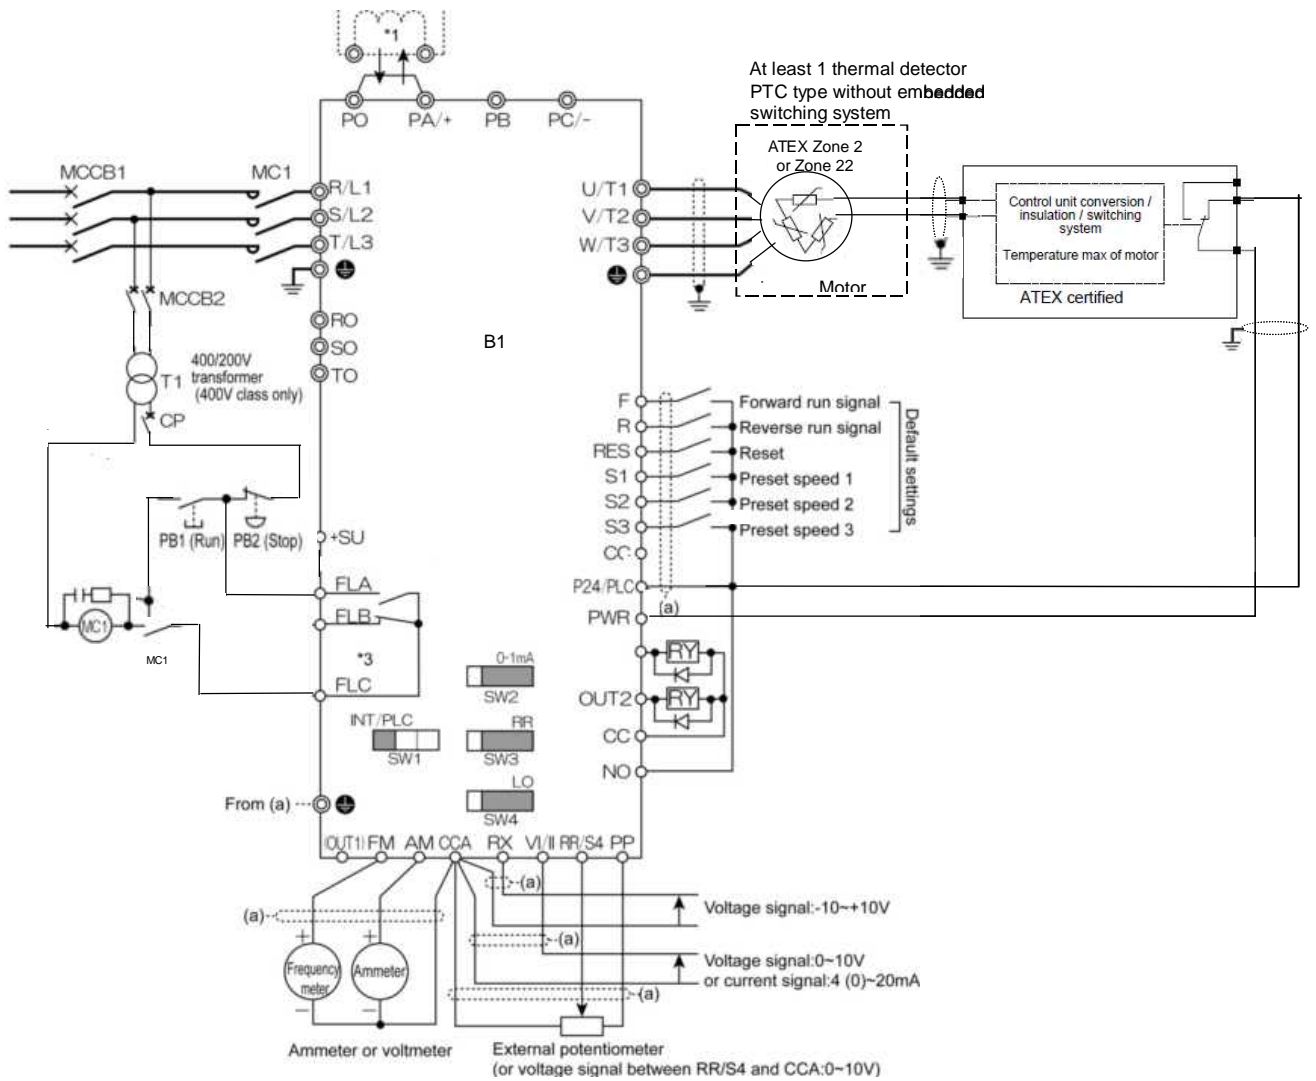 *1
At least 1 thermal detector
PTC type without embedded
switching system
PO PA/+ PB PC/-
ATEX Zone 2
or Zone 22
MCCB1 MC1
R/L1
S/L2
T/L3
U/T1
V/T2
W/T3
Motor
Control unit conversion /
insulation / switching
system
Temperature max of motor
ATEX certified
MCCB2
RO
SO
TO
B1
400/200V
transformer
(400V class only)
T1
CP
F Forward run signal
R Reverse run signal
RES Reset
S1 Preset speed 1
S2 Preset speed 2
S3 Preset speed 3
Default settings
CC
P24/PLC
(a)
PWR
PB1 (Run) PB2 (Stop)
+SU
FLA
FLB
*3
FLC
MC1
MC1
0-1mA
SW2
INT/PLC
SW1
RR
SW3
LO
SW4
RY
OUT2 RY
CC
NO
From (a)
(OUT1) FM AM CCA RX VI/II RR/S4 PP
(a)
Voltage signal:-10~+10V
(a)
(a)
Voltage signal:0~10V
or current signal:4 (0)~20mA
(a)
+ +
Frequency
meter
Ammeter
− −
Ammeter or voltmeter
External potentiometer
(or voltage signal between RR/S4 and CCA:0~10V)